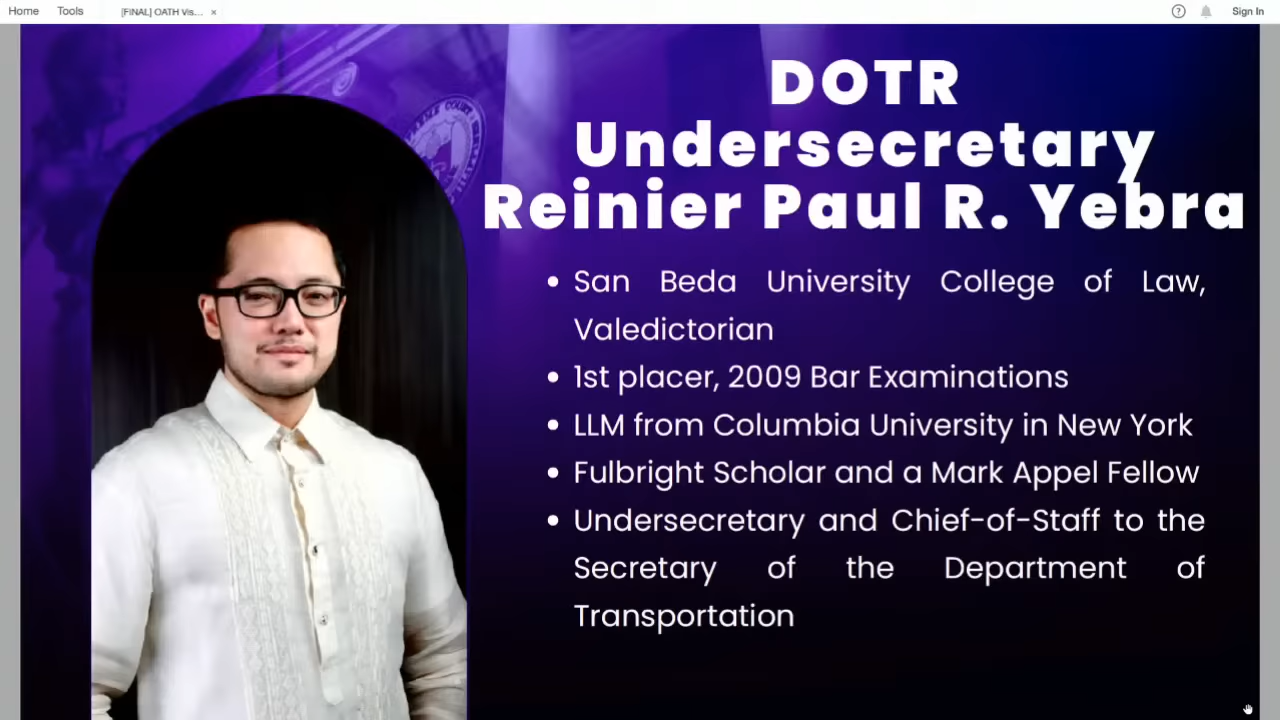 Home Tools [FINAL] OATH Vis... ×
? Sign In
DOTR
Undersecretary
Reinier Paul R. Yebra
• San Beda University College of Law,
Valedictorian
• 1st placer, 2009 Bar Examinations
• LLM from Columbia University in New York
• Fulbright Scholar and a Mark Appel Fellow
• Undersecretary and Chief-of-Staff to the
Secretary of the Department of
Transportation